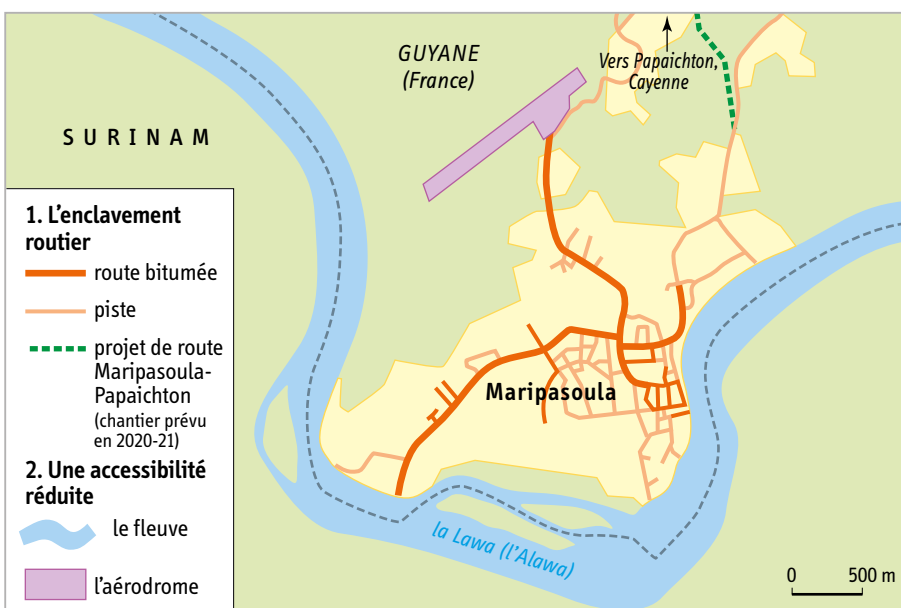 GUYANE
(France)
Vers Papaichton,
Cayenne
SURINAM
1. L'enclavement
routier
route bitumée
piste
projet de route
Maripasoula-
Papaichton
(chantier prévu
en 2020-21)
2. Une accessibilité
réduite
le fleuve
l'aérodrome
Maripasoula
la Lawa (l'Alawa)
0 500 m